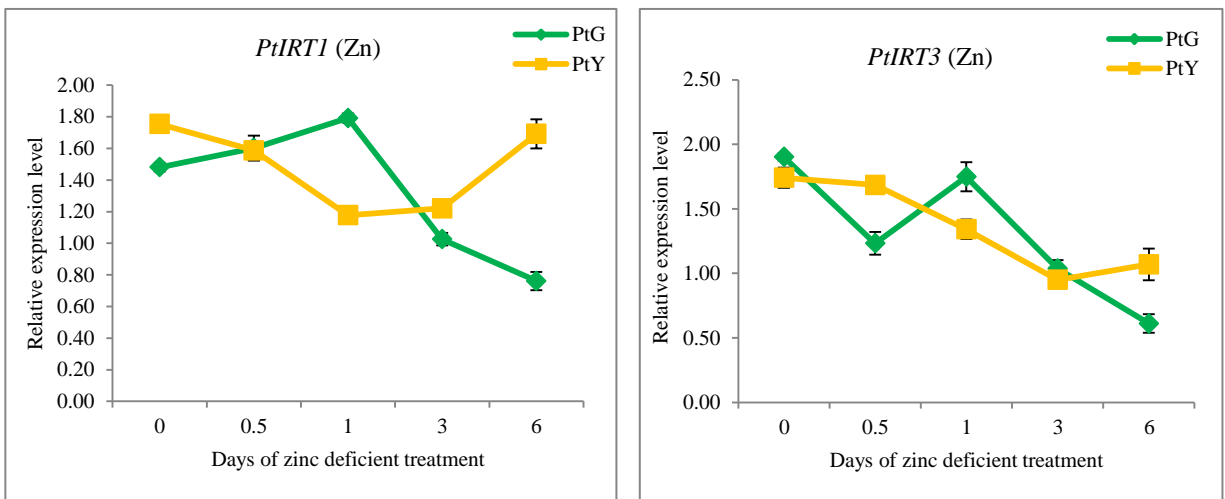 PtIRT1 (Zn)
PtG
PtY
2.00
1.80
1.60
1.40
1.20
1.00
0.80
0.60
0.40
0.20
0.00
Relative expression level
0 0.5 1 3 6
Days of zinc deficient treatment
PtIRT3 (Zn)
PtG
PtY
2.50
2.00
1.50
1.00
0.50
0.00
Relative expression level
0 0.5 1 3 6
Days of zinc deficient treatment